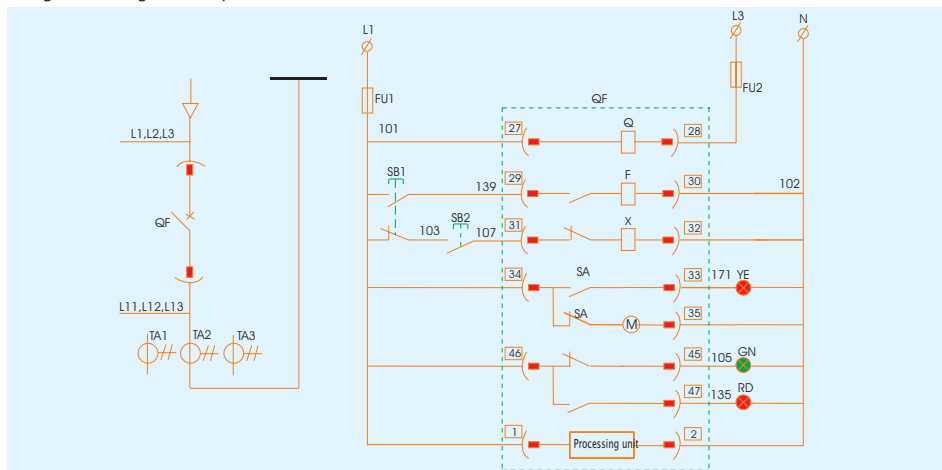 L1
L3
N
FU1
FU2
QF
101
27
Q
28
L1,L2,L3
SB1
139
29
F
30
102
QF
SB2
103
107
31
X
32
34
SA
33
171
YE
L11,L12,L13
SA
M
35
TA1
TA2
TA3
46
45
105
GN
47
135
RD
1
Processing unit
2